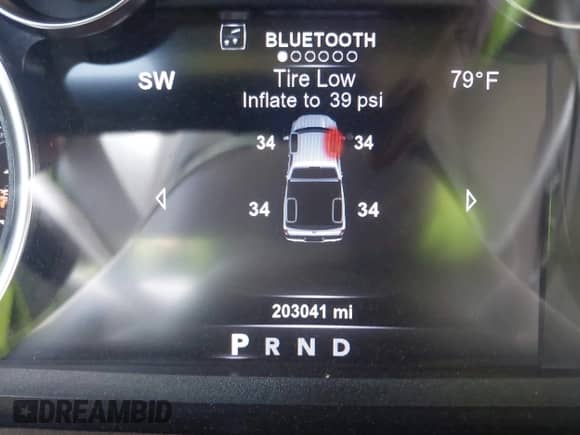 BLUETOOTH
SW Tire Low 79°F
Inflate to 39 psi
34 34
34 34
203041 mi
P R N D
DREAMBID